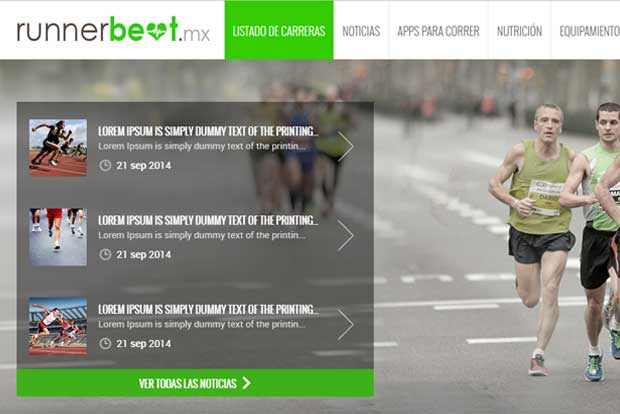 runnerbeat.mx
LISTADO DE CARRERAS
NOTICIAS
APPS PARA CORRER
NUTRICIÓN
EQUIPAMIENTO
LOREM IPSUM IS SIMPLY DUMMY TEXT OF THE PRINTING...
Lorem Ipsum is simply dummy text of the printin...
21 sep 2014
LOREM IPSUM IS SIMPLY DUMMY TEXT OF THE PRINTING...
Lorem Ipsum is simply dummy text of the printin...
21 sep 2014
LOREM IPSUM IS SIMPLY DUMMY TEXT OF THE PRINTING...
Lorem Ipsum is simply dummy text of the printin...
21 sep 2014
VER TODAS LAS NOTICIAS